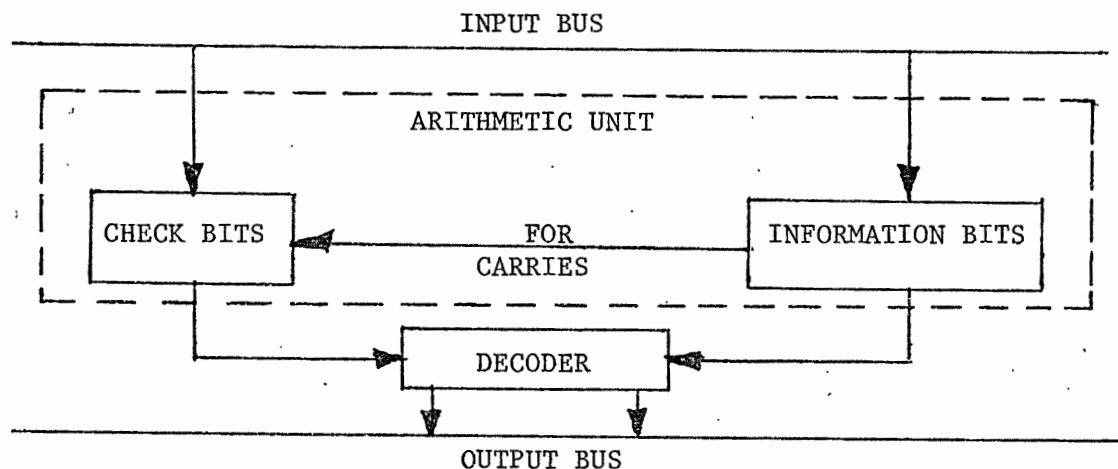 INPUT BUS
ARITHMETIC UNIT
CHECK BITS
FOR
CARRIES
INFORMATION BITS
DECODER
OUTPUT BUS